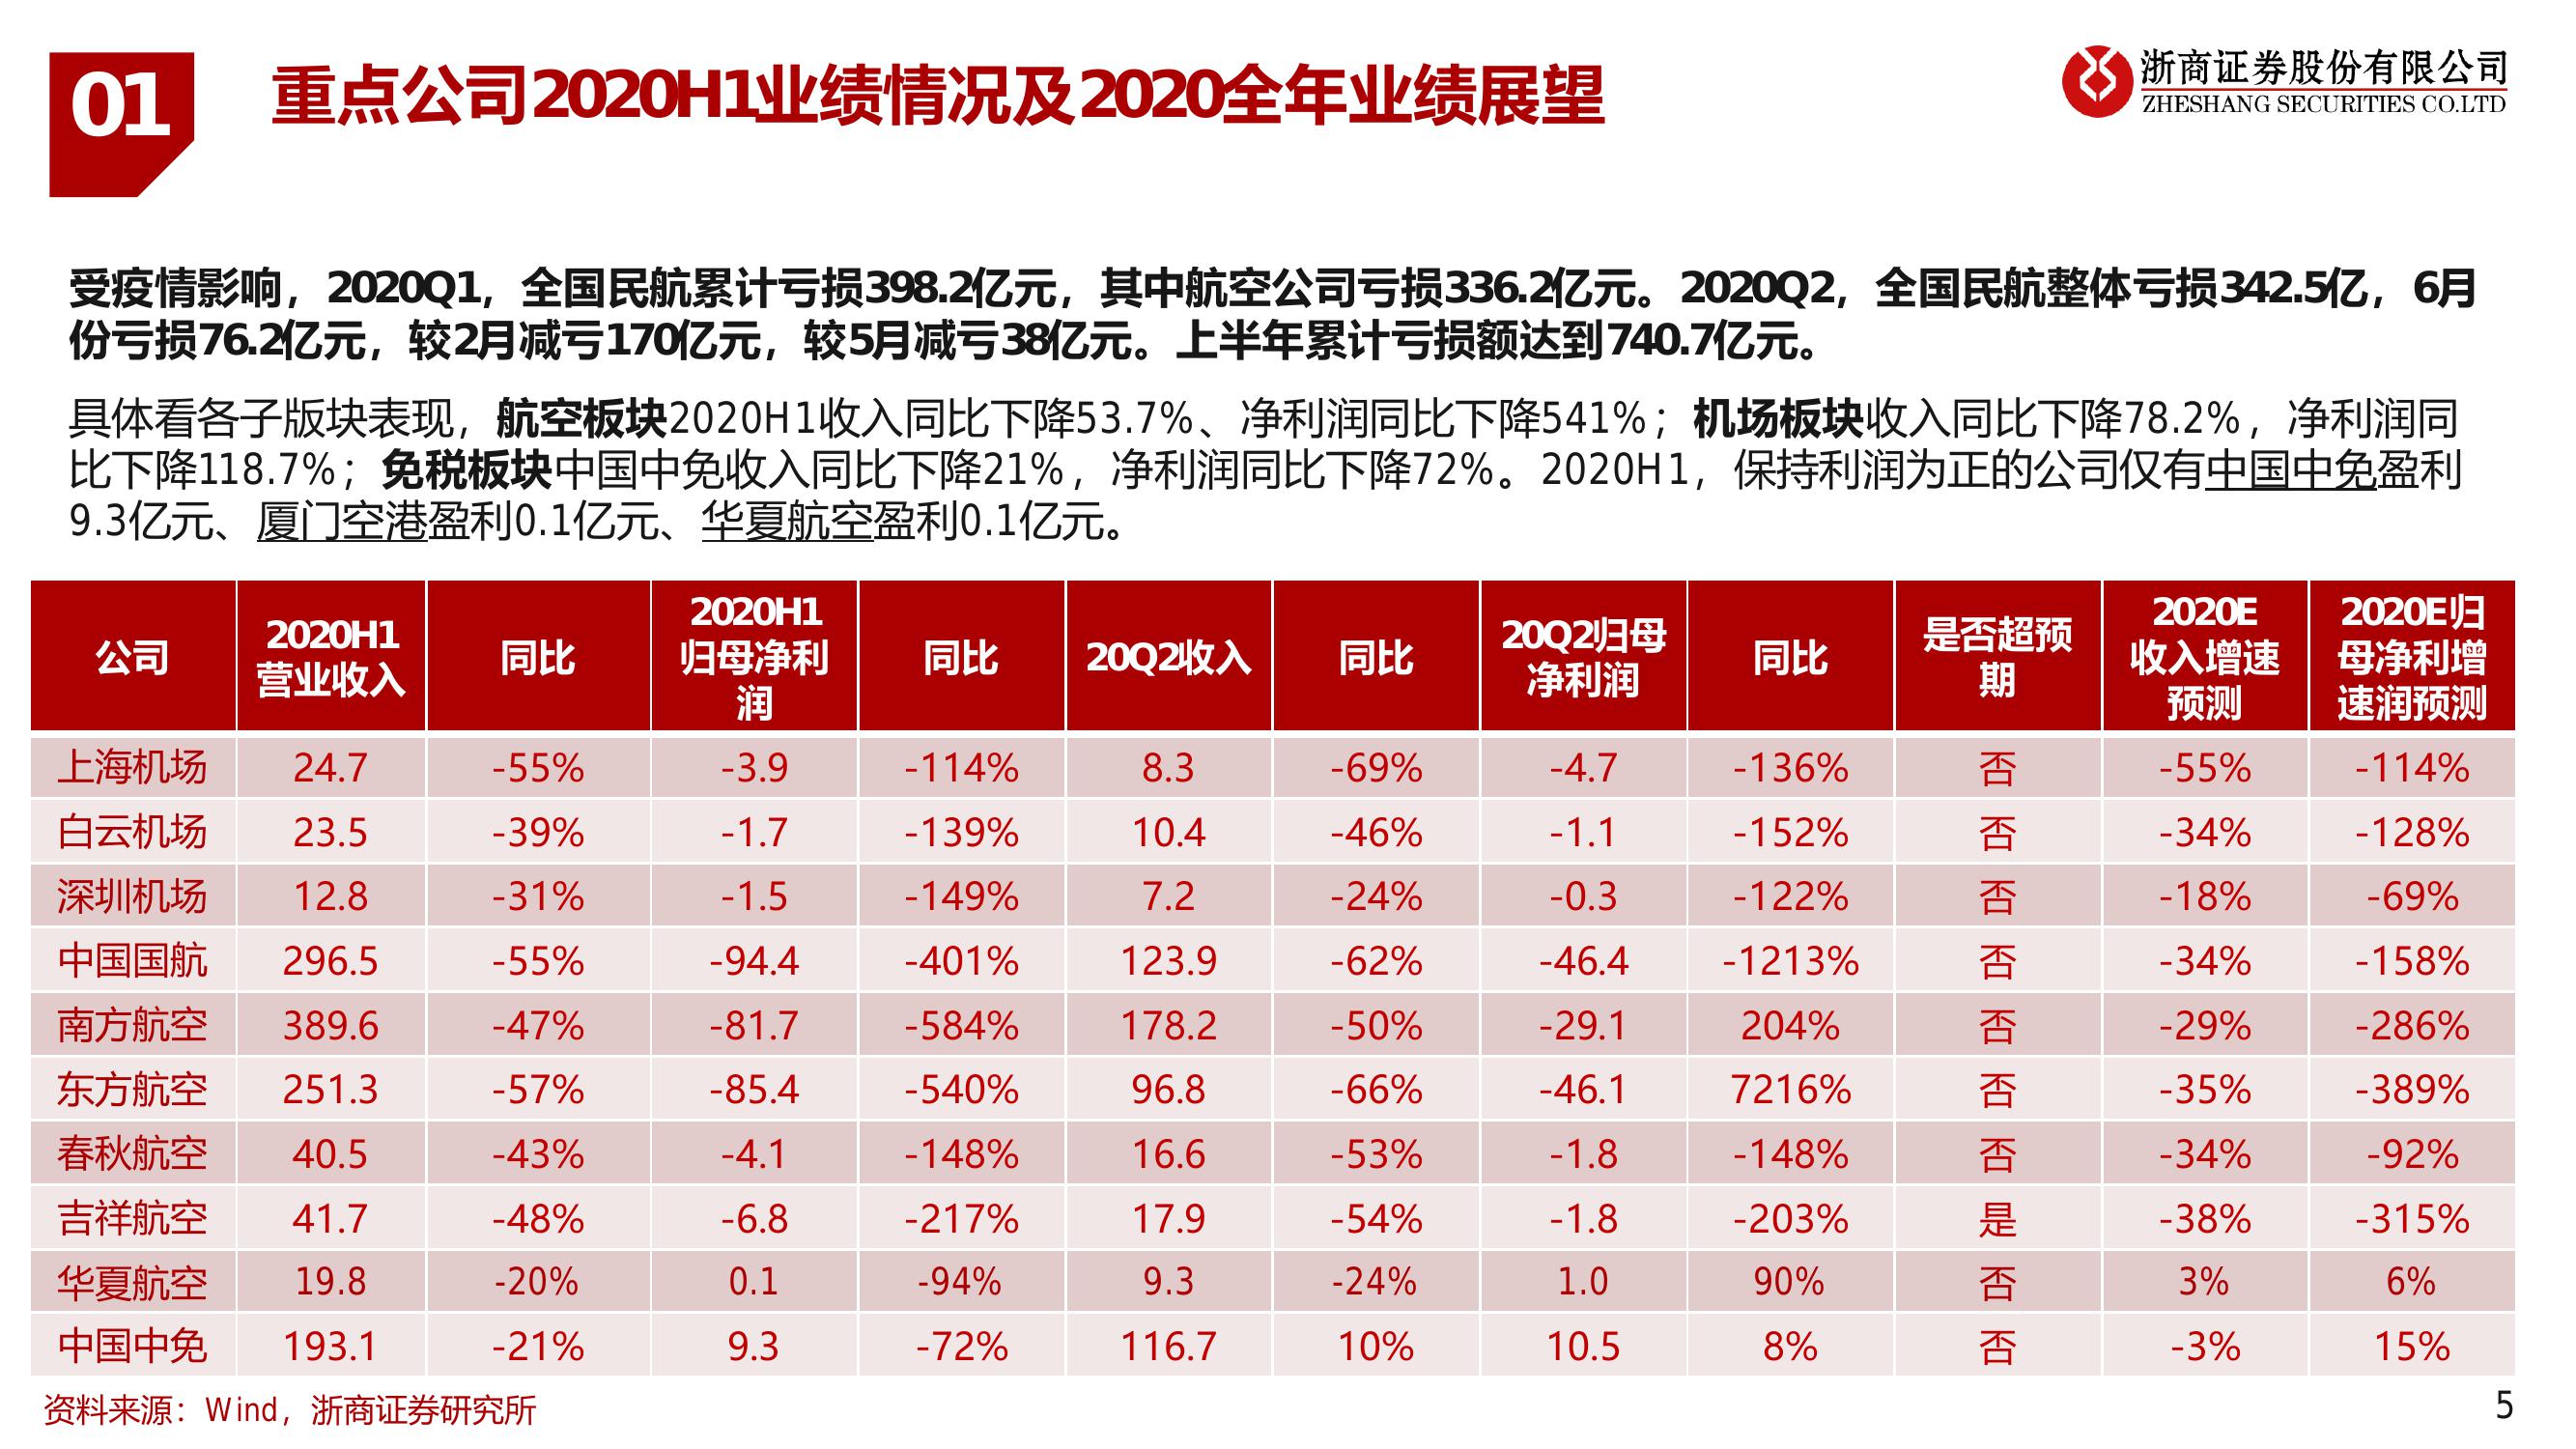 01
重点公司2020H1业绩情况及2020全年业绩展望
浙商证券股份有限公司
ZHESHANG SECURITIES CO.LTD
受疫情影响，2020Q1，全国民航累计亏损398.2亿元，其中航空公司亏损336.2亿元。2020Q2，全国民航整体亏损342.5亿，6月
份亏损76.2亿元，较2月减亏170亿元，较5月减亏38亿元。上半年累计亏损额达到740.7亿元。
具体看各子版块表现，航空板块2020H1收入同比下降53.7%、净利润同比下降541%；机场板块收入同比下降78.2%，净利润同
比下降118.7%；免税板块中国中免收入同比下降21%，净利润同比下降72%。2020H1，保持利润为正的公司仅有中国中免盈利
9.3亿元、厦门空港盈利0.1亿元、华夏航空盈利0.1亿元。
公司 2020H1营业收入 同比 2020H1归母净利润 同比 20Q2收入 同比 20Q2归母净利润 同比 是否超预期 2020E收入增速预测 2020E归母净利增速润预测
上海机场 24.7 -55% -3.9 -114% 8.3 -69% -4.7 -136% 否 -55% -114%
白云机场 23.5 -39% -1.7 -139% 10.4 -46% -1.1 -152% 否 -34% -128%
深圳机场 12.8 -31% -1.5 -149% 7.2 -24% -0.3 -122% 否 -18% -69%
中国国航 296.5 -55% -94.4 -401% 123.9 -62% -46.4 -1213% 否 -34% -158%
南方航空 389.6 -47% -81.7 -584% 178.2 -50% -29.1 204% 否 -29% -286%
东方航空 251.3 -57% -85.4 -540% 96.8 -66% -46.1 7216% 否 -35% -389%
春秋航空 40.5 -43% -4.1 -148% 16.6 -53% -1.8 -148% 否 -34% -92%
吉祥航空 41.7 -48% -6.8 -217% 17.9 -54% -1.8 -203% 是 -38% -315%
华夏航空 19.8 -20% 0.1 -94% 9.3 -24% 1.0 90% 否 3% 6%
中国中免 193.1 -21% 9.3 -72% 116.7 10% 10.5 8% 否 -3% 15%
资料来源：Wind，浙商证券研究所
5